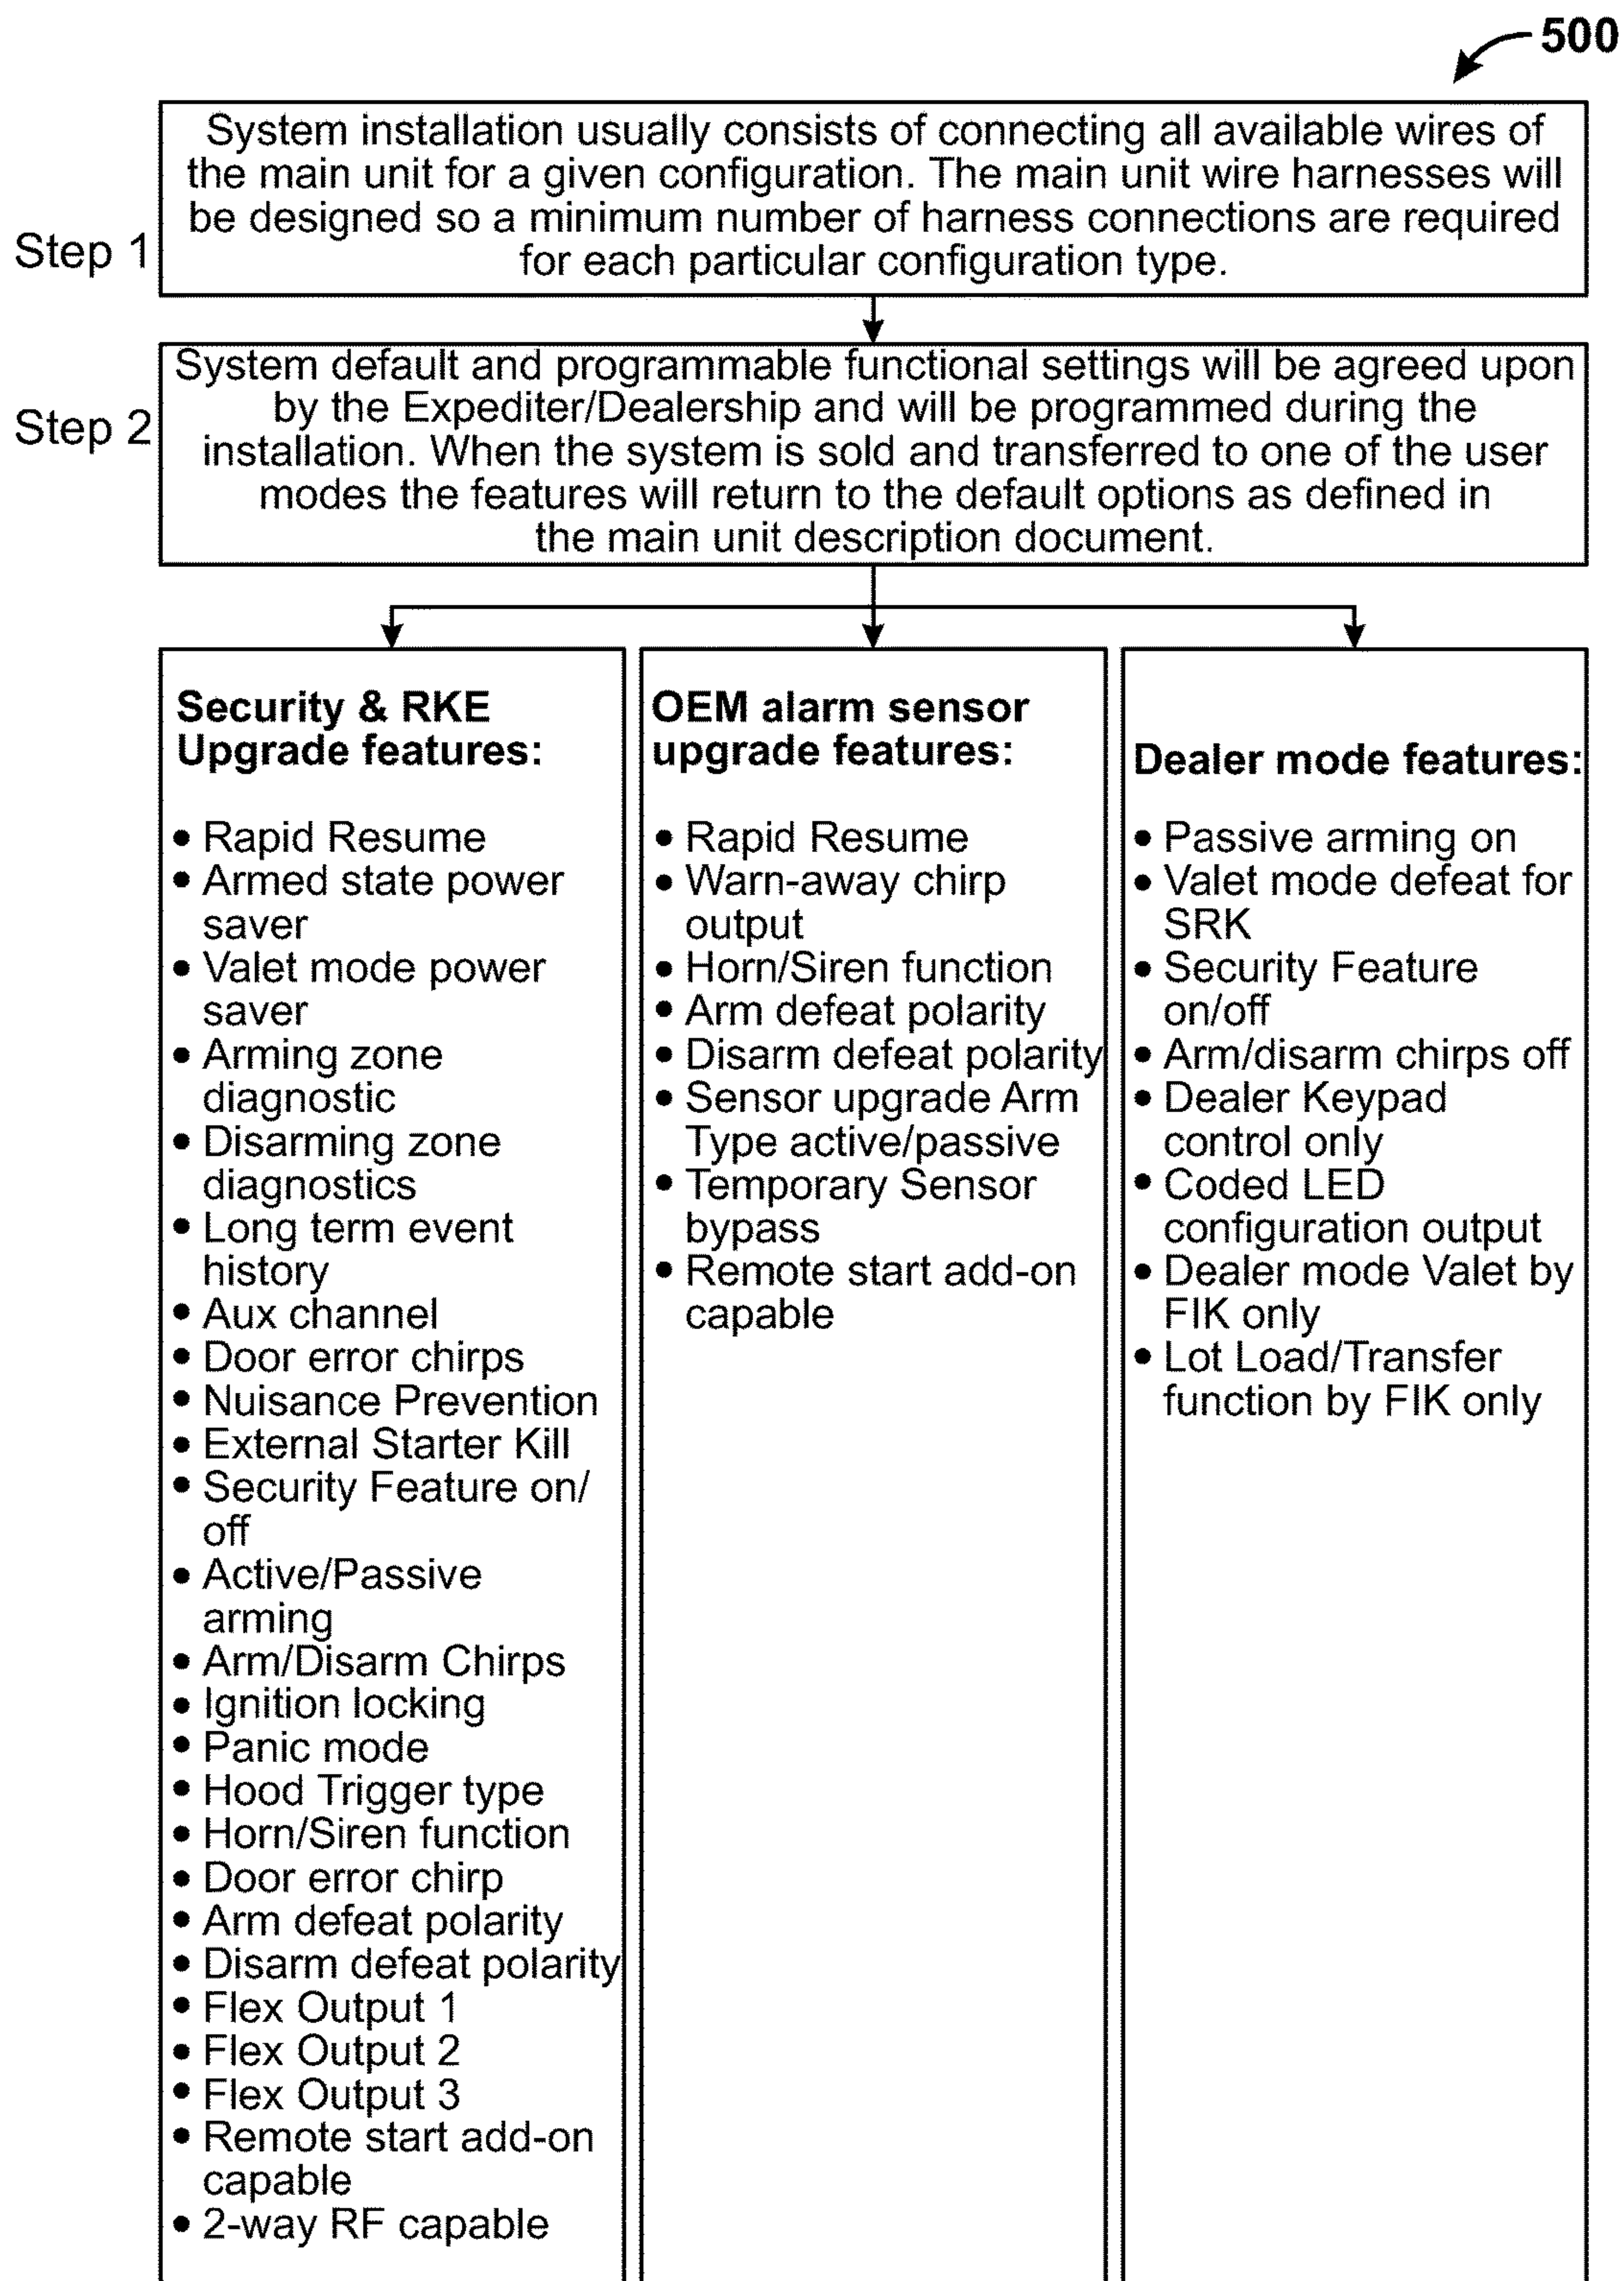 500
Step 1
System installation usually consists of connecting all available wires of
the main unit for a given configuration. The main unit wire harnesses will
be designed so a minimum number of harness connections are required
for each particular configuration type.
Step 2
System default and programmable functional settings will be agreed upon
by the Expediter/Dealership and will be programmed during the
installation. When the system is sold and transferred to one of the user
modes the features will return to the default options as defined in
the main unit description document.
Security & RKE
Upgrade features:
• Rapid Resume
• Armed state power
saver
• Valet mode power
saver
• Arming zone
diagnostic
• Disarming zone
diagnostics
• Long term event
history
• Aux channel
• Door error chirps
• Nuisance Prevention
• External Starter Kill
• Security Feature on/
off
• Active/Passive
arming
• Arm/Disarm Chirps
• Ignition locking
• Panic mode
• Hood Trigger type
• Horn/Siren function
• Door error chirp
• Arm defeat polarity
• Disarm defeat polarity
• Flex Output 1
• Flex Output 2
• Flex Output 3
• Remote start add-on
capable
• 2-way RF capable
OEM alarm sensor
upgrade features:
• Rapid Resume
• Warn-away chirp
output
• Horn/Siren function
• Arm defeat polarity
• Disarm defeat polarity
• Sensor upgrade Arm
Type active/passive
• Temporary Sensor
bypass
• Remote start add-on
capable
Dealer mode features:
• Passive arming on
• Valet mode defeat for
SRK
• Security Feature
on/off
• Arm/disarm chirps off
• Dealer Keypad
control only
• Coded LED
configuration output
• Dealer mode Valet by
FIK only
• Lot Load/Transfer
function by FIK only